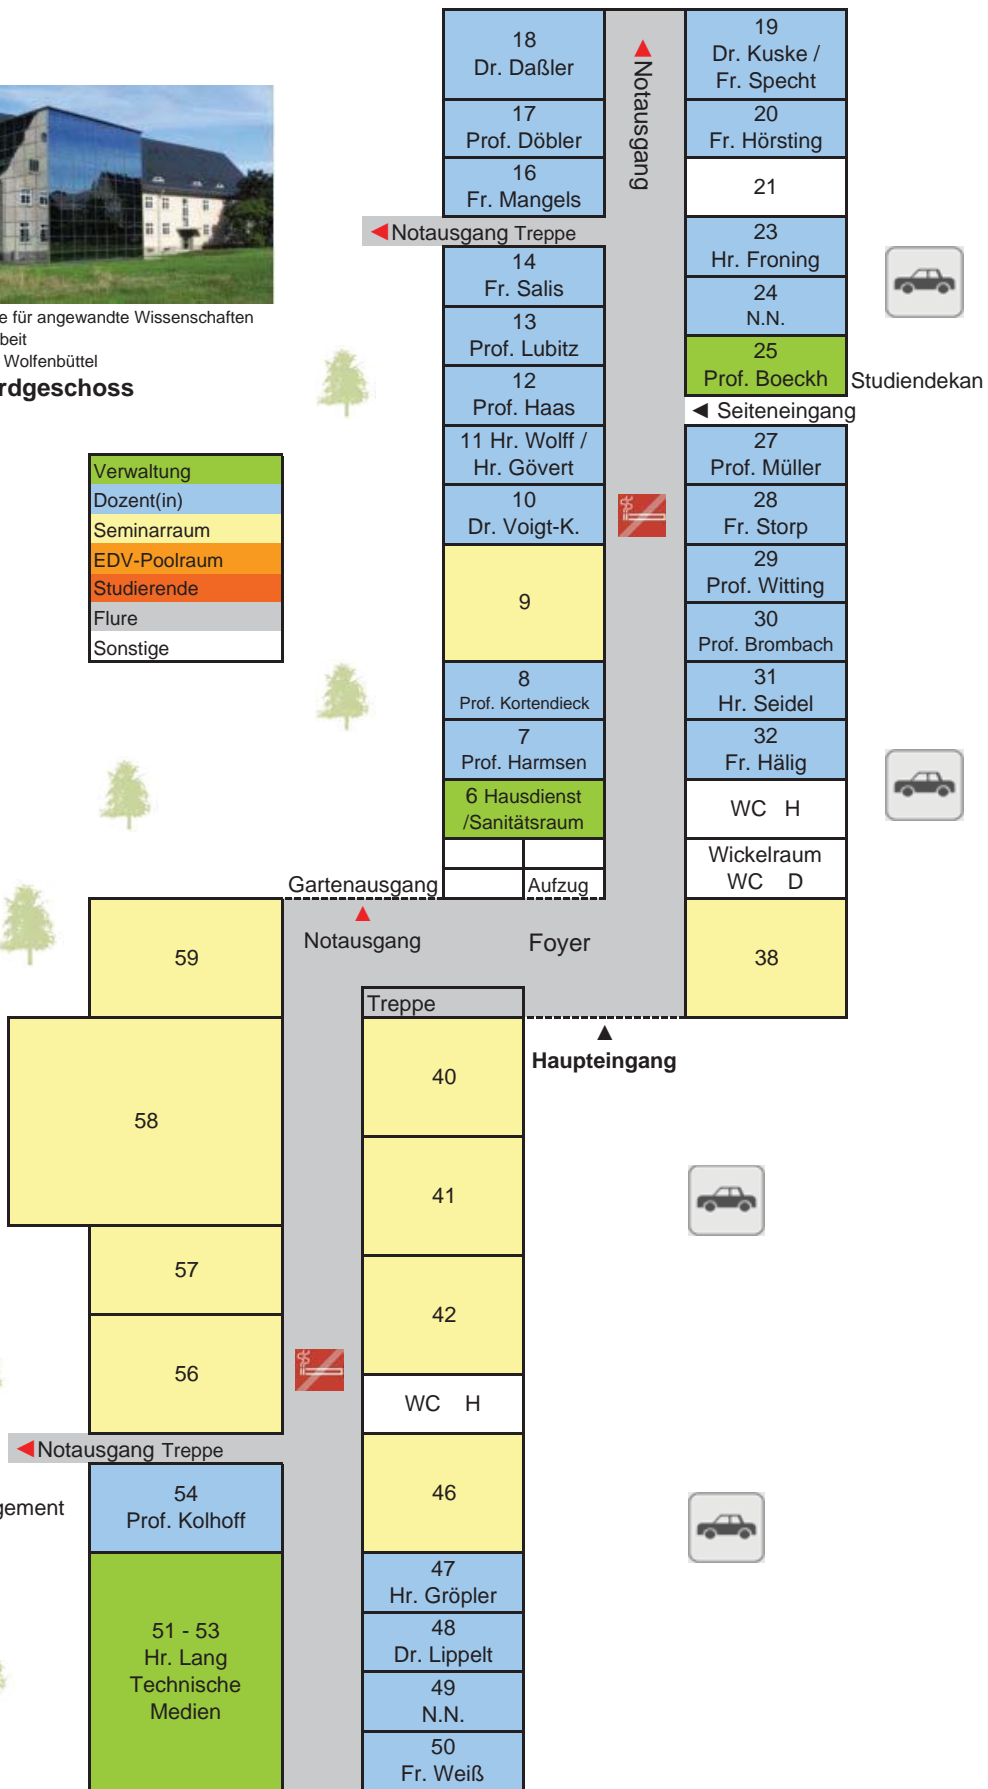 18
Dr. Daßler
17
Prof. Döbler
16
Fr. Mangels
Notausgang
19
Dr. Kuske /
Fr. Specht
20
Fr. Hörsting
21
23
Hr. Froning
24
N.N.
25
Prof. Boeckh
Studiendekan
Seiteneingang
Notausgang Treppe
14
Fr. Salis
13
Prof. Lubitz
12
Prof. Haas
11 Hr. Wolff /
Hr. Gövert
10
Dr. Voigt-K.
9
8
Prof. Kortendieck
7
Prof. Harmsen
6 Hausdienst
/Sanitätsraum
Aufzug
27
Prof. Müller
28
Fr. Storp
29
Prof. Witting
30
Prof. Brombach
31
Hr. Seidel
32
Fr. Hälig
WC H
Wickelraum
WC D
38
e für angewandte Wissenschaften
beit
Wolfenbüttel
rdgeschoss
Verwaltung
Dozent(in)
Seminarraum
EDV-Poolraum
Studierende
Flure
Sonstige
Gartenausgang
Notausgang
Foyer
Treppe
Haupteingang
59
58
57
56
Notausgang Treppe
gement
54
Prof. Kolhoff
51 - 53
Hr. Lang
Technische
Medien
40
41
42
WC H
46
47
Hr. Gröpler
48
Dr. Lippelt
49
N.N.
50
Fr. Weiß